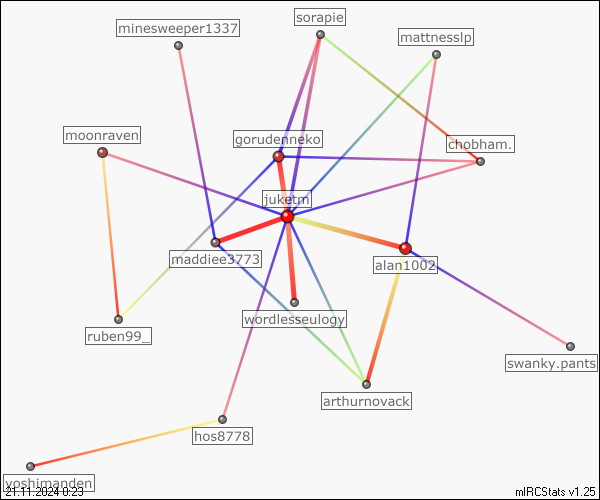 sorapie
minesweeper1337
mattnesslp
moonraven
gorudenneko
chobham.
juketm
maddiee3773
alan1002
wordlesseulogy
ruben99_
swanky.pants
arthurnovack
hos8778
yoshimanden
21.11.2024 0:23
mIRCStats v1.25